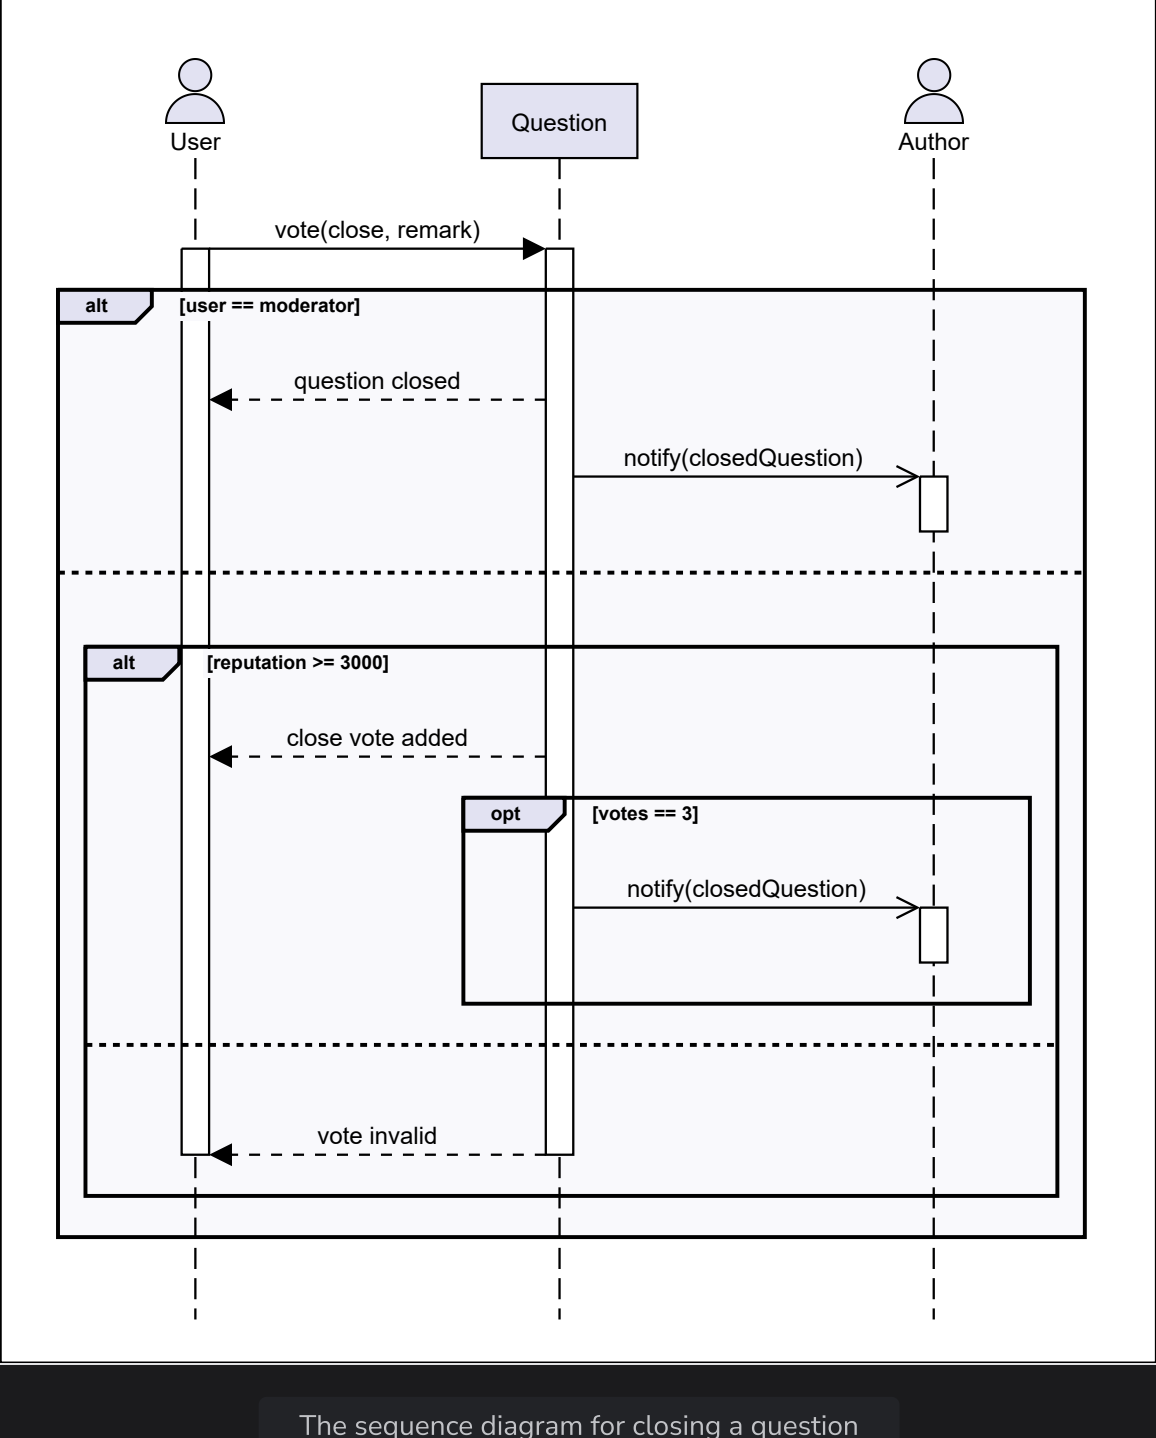 User
Question
Author
vote(close, remark)
alt
[user == moderator]
question closed
notify(closedQuestion)
alt
[reputation >= 3000]
close vote added
opt
[votes == 3]
notify(closedQuestion)
vote invalid
The sequence diagram for closing a question